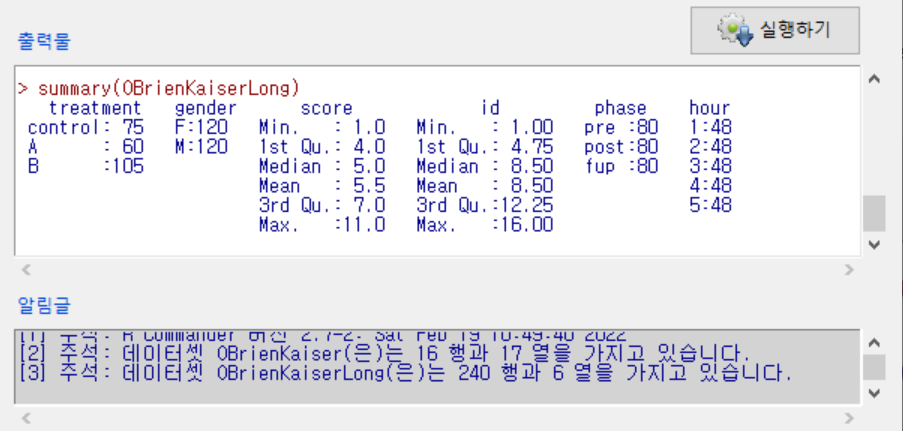 실행하기
출력물
> summary(OBrienKaiserLong)
treatment gender score id phase hour
control: 75 F:120 Min. : 1.0 Min. : 1.00 pre :80 1:48
A : 60 M:120 1st Qu.: 4.0 1st Qu.: 4.75 post:80 2:48
B :105 Median : 5.0 Median : 8.50 fup :80 3:48
Mean : 5.5 Mean : 8.50 4:48
3rd Qu.: 7.0 3rd Qu.:12.25 5:48
Max. :11.0 Max. :16.00
알림글
[1] 주석: R Commander 버전 2.7-2: Sat Feb 19 10:49:40 2022
[2] 주석: 데이터셋 OBrienKaiser(은)는 16 행과 17 열을 가지고 있습니다.
[3] 주석: 데이터셋 OBrienKaiserLong(은)는 240 행과 6 열을 가지고 있습니다.